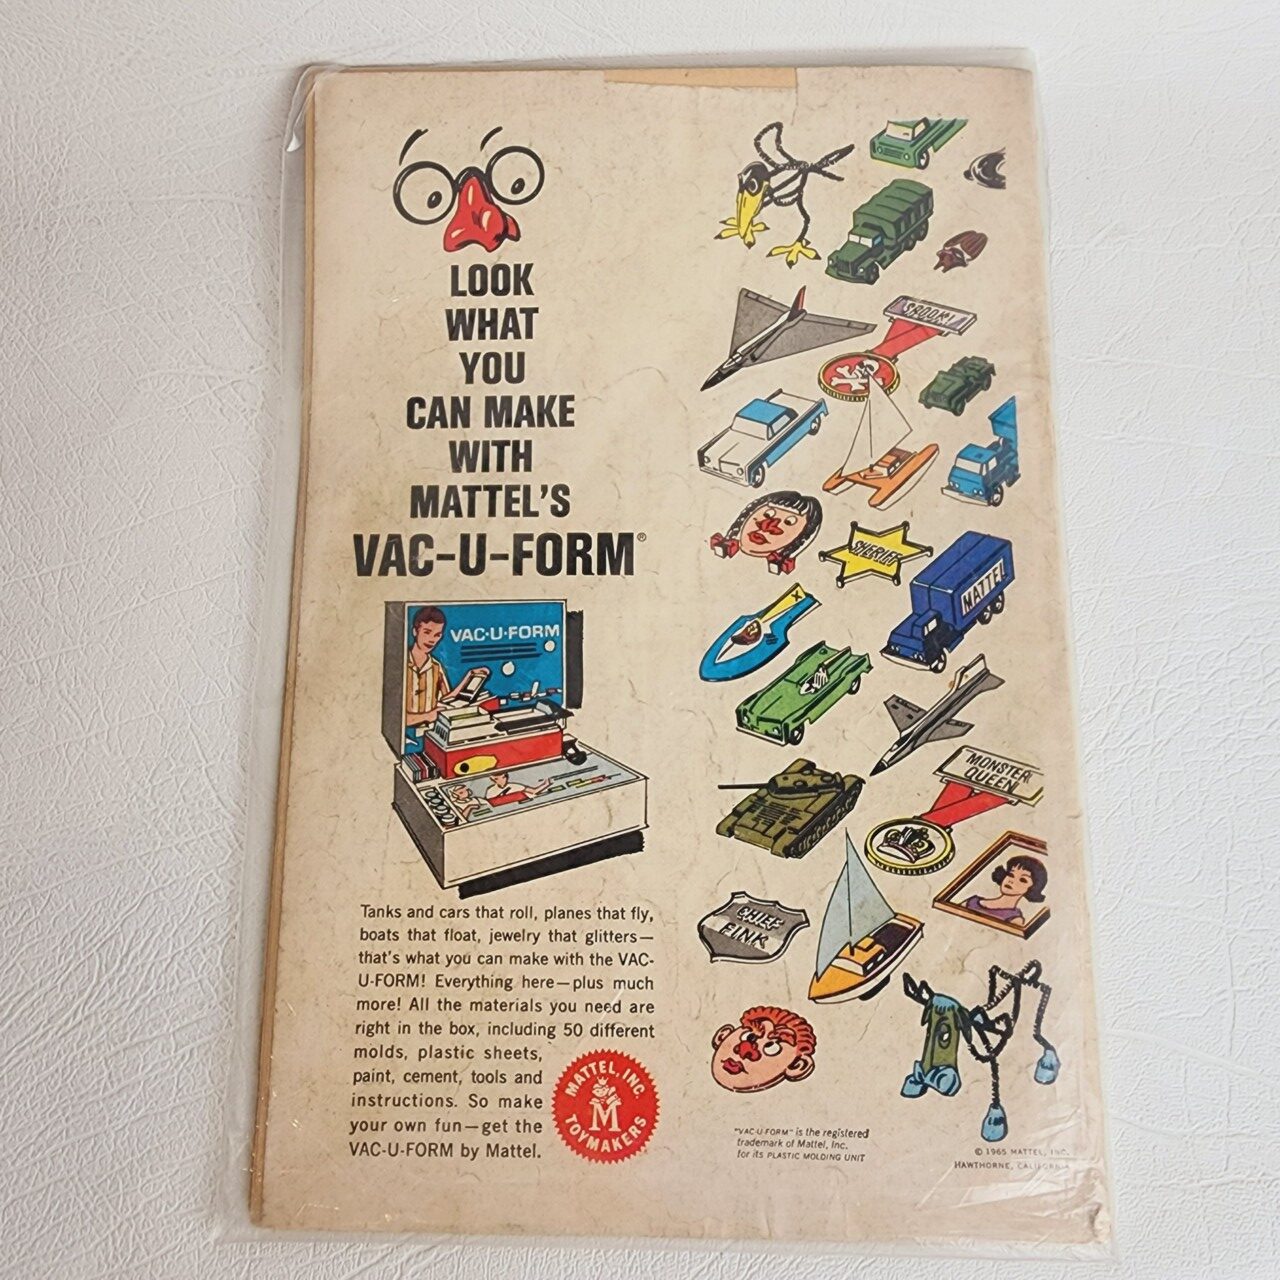 LOOK
WHAT
YOU
CAN MAKE
WITH
MATTEL'S
VAC-U-FORM®
VAC-U-FORM
Tanks and cars that roll, planes that fly,
boats that float, jewelry that glitters—
that's what you can make with the VAC-
U-FORM! Everything here—plus much
more! All the materials you need are
right in the box, including 50 different
molds, plastic sheets,
paint, cement, tools and
instructions. So make
your own fun—get the
VAC-U-FORM by Mattel.
MATTEL, INC.
M
TOYMAKERS
SPOOK!
SHERIFF
MATTEL
X
MONSTER
QUEEN
CHIEF
FINK
"VAC-U-FORM" is the registered
trademark of Mattel, Inc.
for its PLASTIC MOLDING UNIT
© 1965 MATTEL, INC.
HAWTHORNE, CALIFORNIA